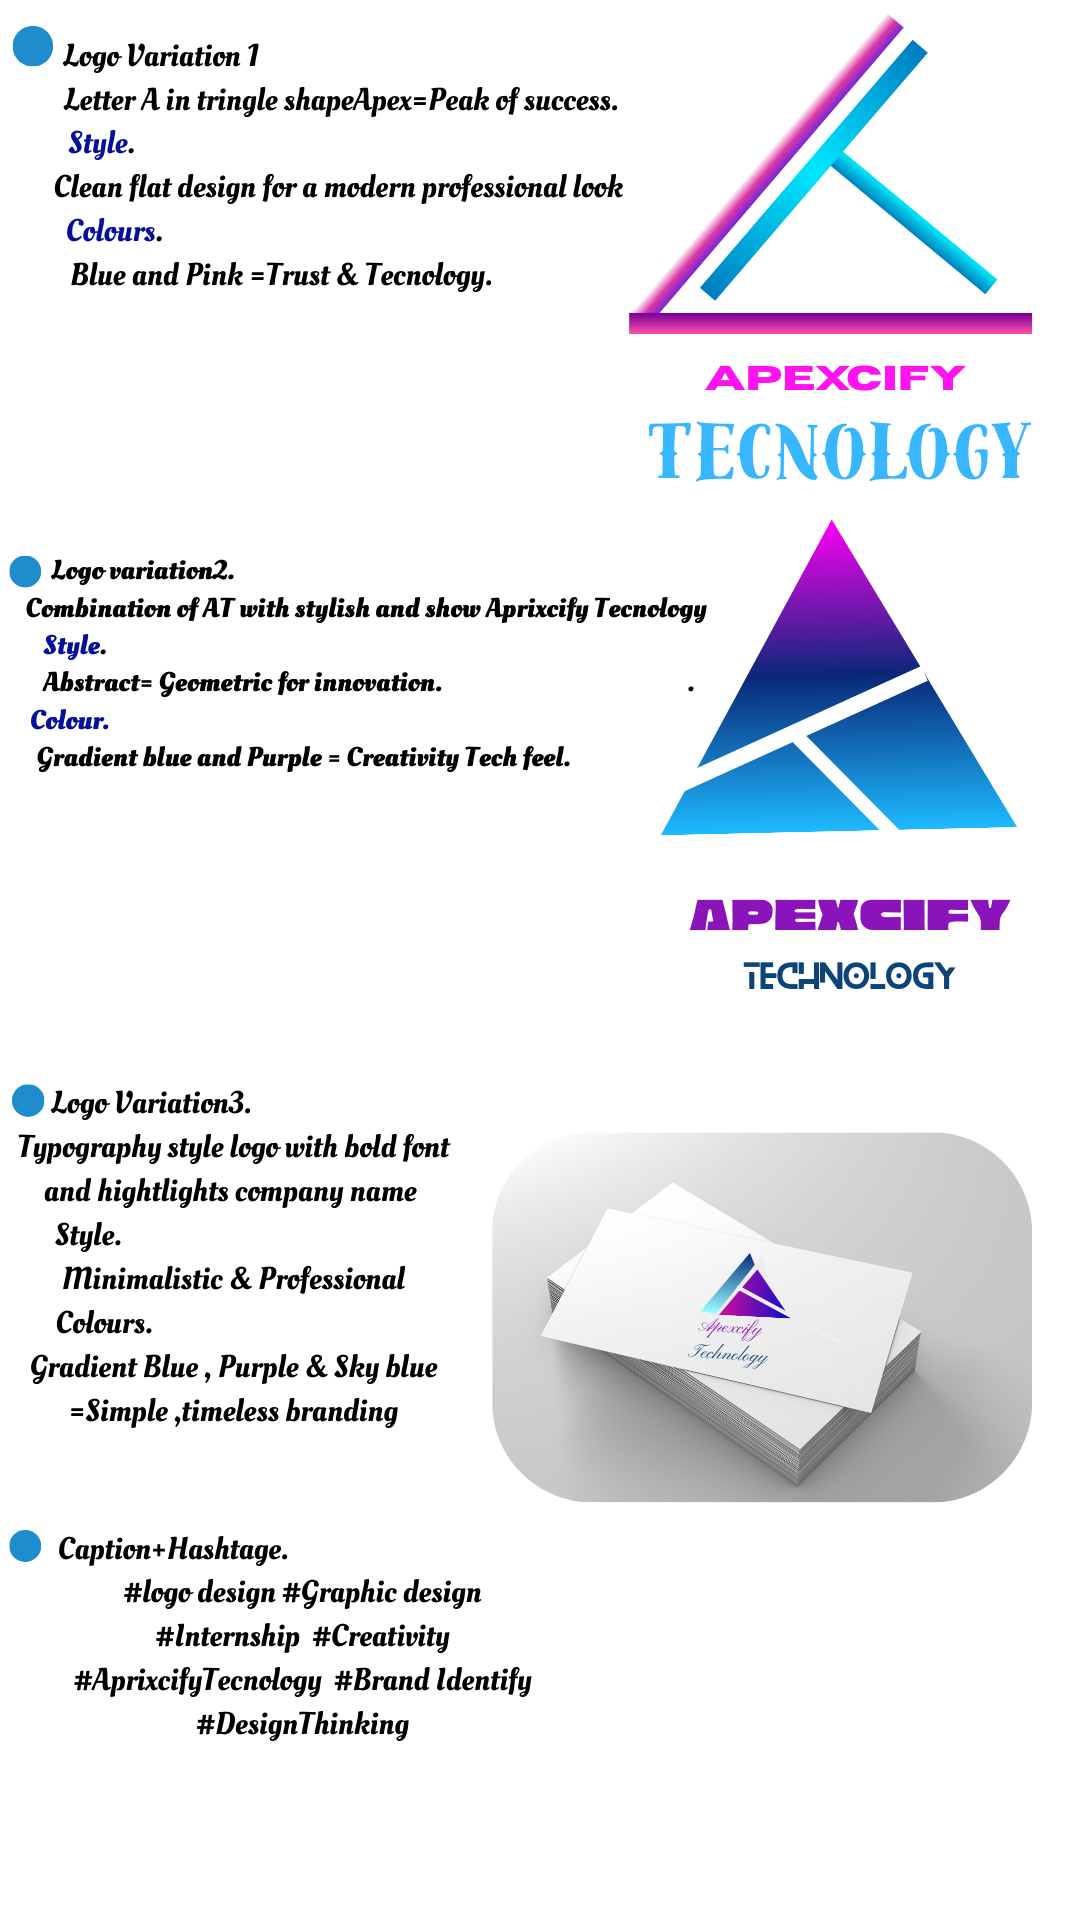 Logo Variation 1
Letter A in tringle shapeApex=Peak of success.
Style.
Clean flat design for a modern professional look
Colours.
Blue and Pink =Trust & Tecnology.
APEXCIFY
TECNOLOGY
Logo variation2.
Combination of AT with stylish and show Aprixcify Tecnology
Style.
Abstract= Geometric for innovation. .
Colour.
Gradient blue and Purple = Creativity Tech feel.
APEXCIFY
TECHNOLOGY
Logo Variation3.
Typography style logo with bold font
and hightlights company name
Style.
Minimalistic & Professional
Colours.
Gradient Blue , Purple & Sky blue
=Simple ,timeless branding
Apexcify
Technology
Caption+Hashtage.
#logo design #Graphic design
#Internship #Creativity
#AprixcifyTecnology #Brand Identify
#DesignThinking